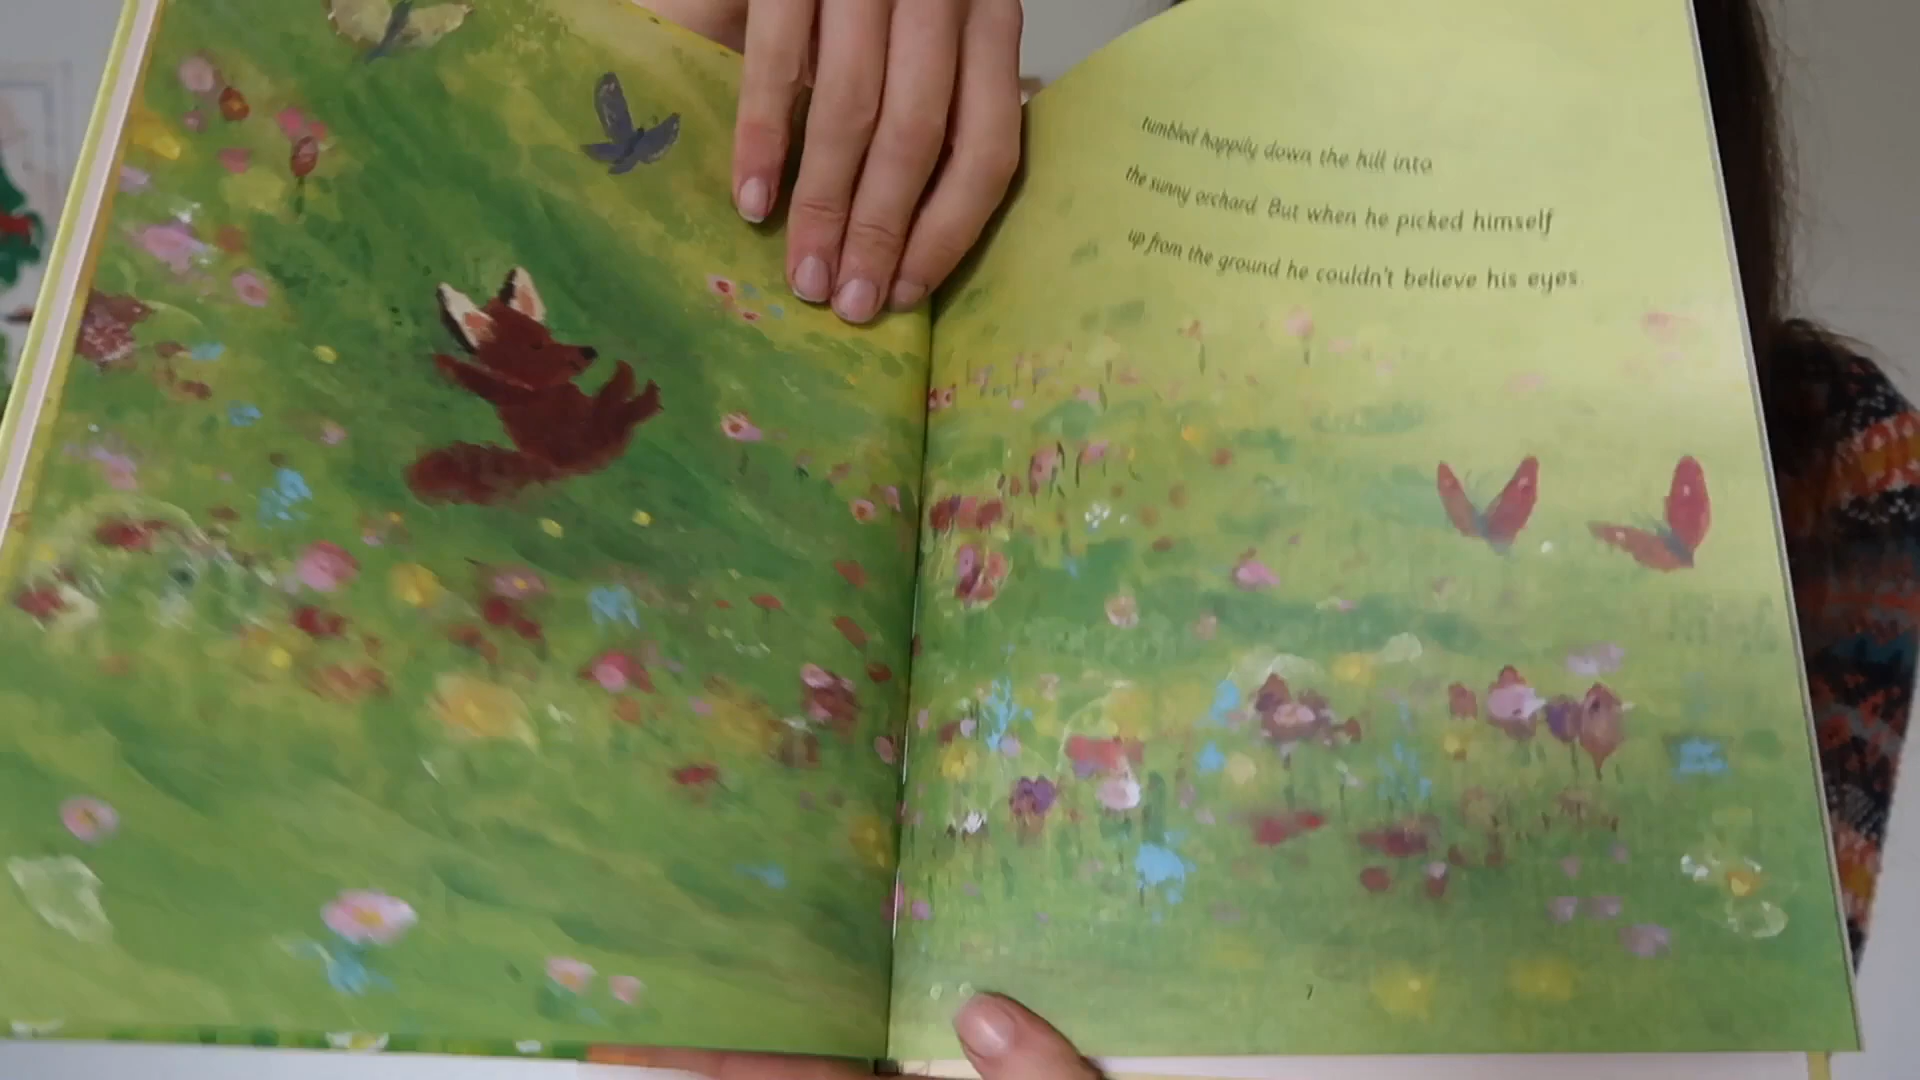 tumbled happily down the hill into
the sunny orchard. But when he picked himself
up from the ground he couldn't believe his eyes.
7